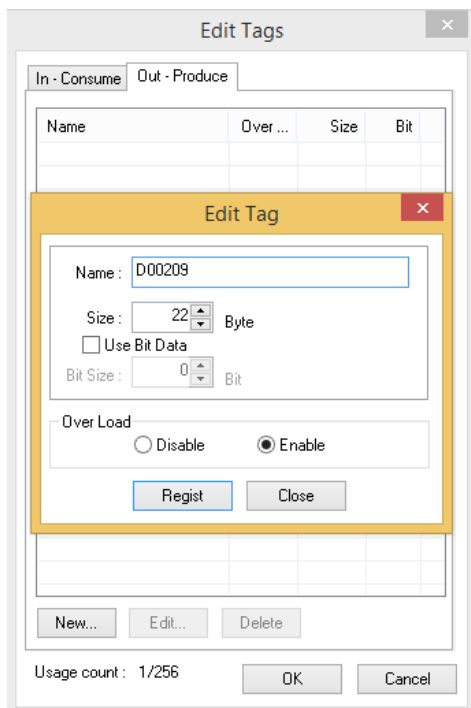 Edit Tags
In - Consume Out - Produce
Name Over ... Size Bit
Edit Tag
Name : D00209
Size : 22 Byte
Use Bit Data
Bit Size : 0 Bit
Over Load
Disable Enable
Regist Close
New... Edit... Delete
Usage count : 1/256 OK Cancel